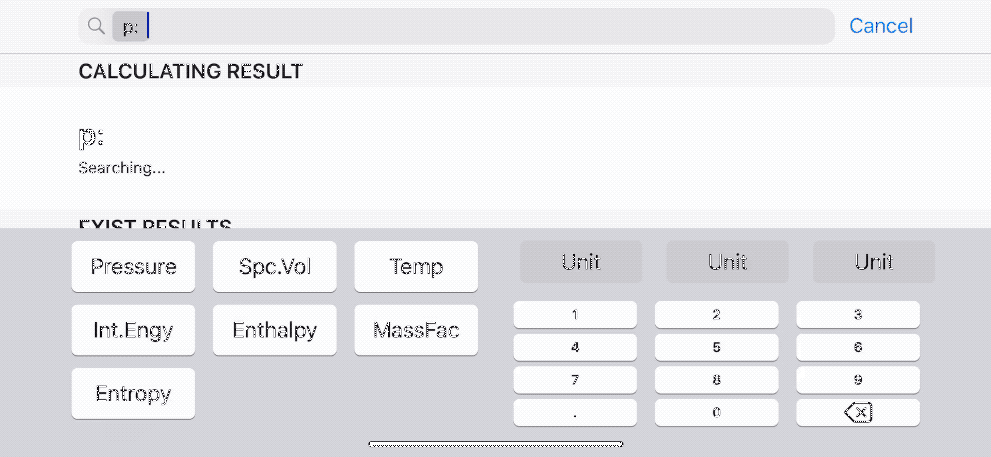 p:
Cancel
CALCULATING RESULT
p:
Searching...
EXIST RESULTS
Pressure Spc.Vol Temp Unit Unit Unit
Int.Engy Enthalpy MassFac 1 2 3
4 5 6
Entropy 7 8 9
. 0